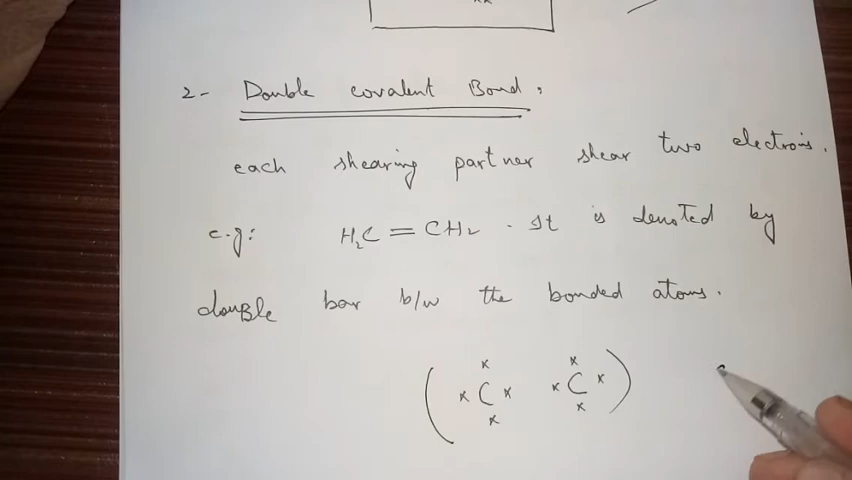 xx
2- Double covalent Bond.
each shearing partner shear two electrons.
e.g: H₂C = CH₂. It is denoted by
double bar b/w the bonded atoms.
x x
( x C x x C x )
x x